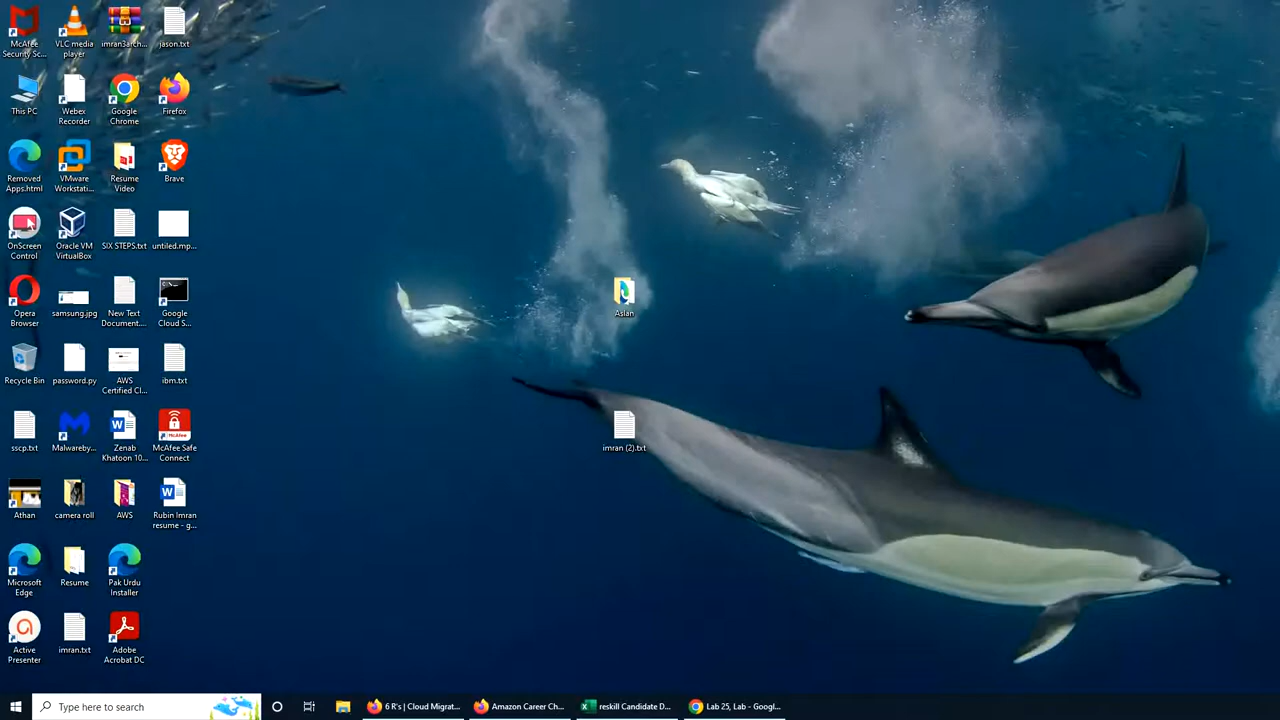 McAfee
Security Sc...
VLC media
player
imran3arch...
jason.txt
This PC
Webex
Recorder
Google
Chrome
Firefox
Removed
Apps.html
VMware
Workstati...
Resume
Video
Brave
OnScreen
Control
Oracle VM
VirtualBox
SIX STEPS.txt
untiled.mp...
Opera
Browser
samsung.jpg
New Text
Document....
Google
Cloud S...
Aslan
Recycle Bin
password.py
AWS
Certified Cl...
ibm.txt
sscp.txt
Malwareby...
Zenab
Khatoon 10...
McAfee Safe
Connect
imran (2).txt
Athan
camera roll
AWS
Rubin Imran
resume - g...
Microsoft
Edge
Resume
Pak Urdu
Installer
Active
Presenter
imran.txt
Adobe
Acrobat DC
Type here to search
6 R's | Cloud Migrat...
Amazon Career Ch...
reskill Candidate D...
Lab 25, Lab - Googl...